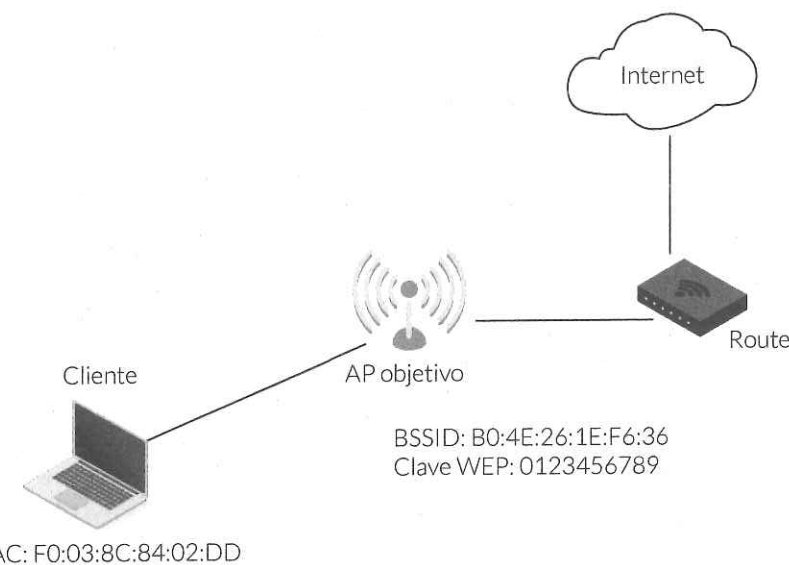 Internet
Route
Cliente
AP objetivo
BSSID: B0:4E:26:1E:F6:36
Clave WEP: 0123456789
AC: F0:03:8C:84:02:DD